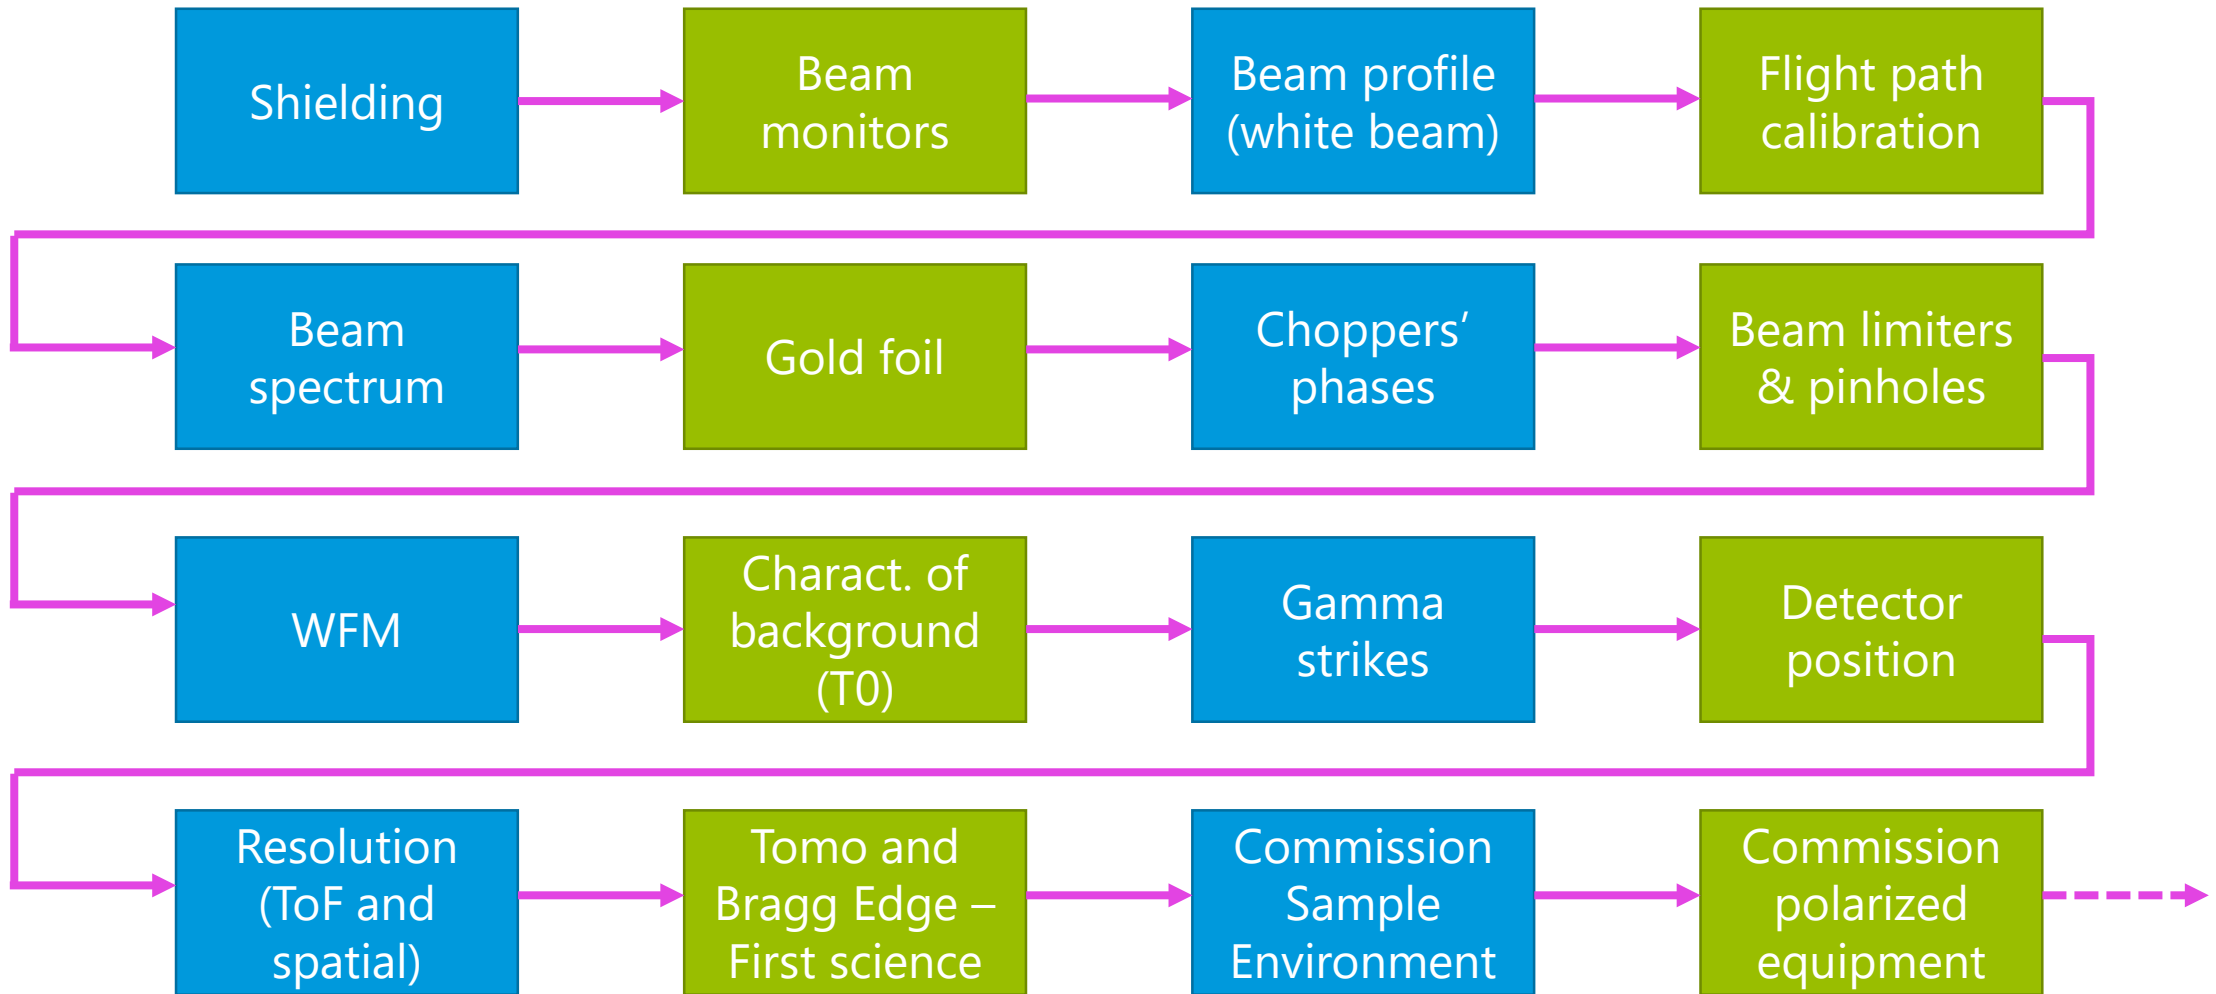 Shielding
Beam
monitors
Beam profile
(white beam)
Flight path
calibration
Beam
spectrum
Gold foil
Choppers’
phases
Beam limiters
& pinholes
WFM
Charact. of
background
(T0)
Gamma
strikes
Detector
position
Resolution
(ToF and
spatial)
Tomo and
Bragg Edge –
First science
Commission
Sample
Environment
Commission
polarized
equipment